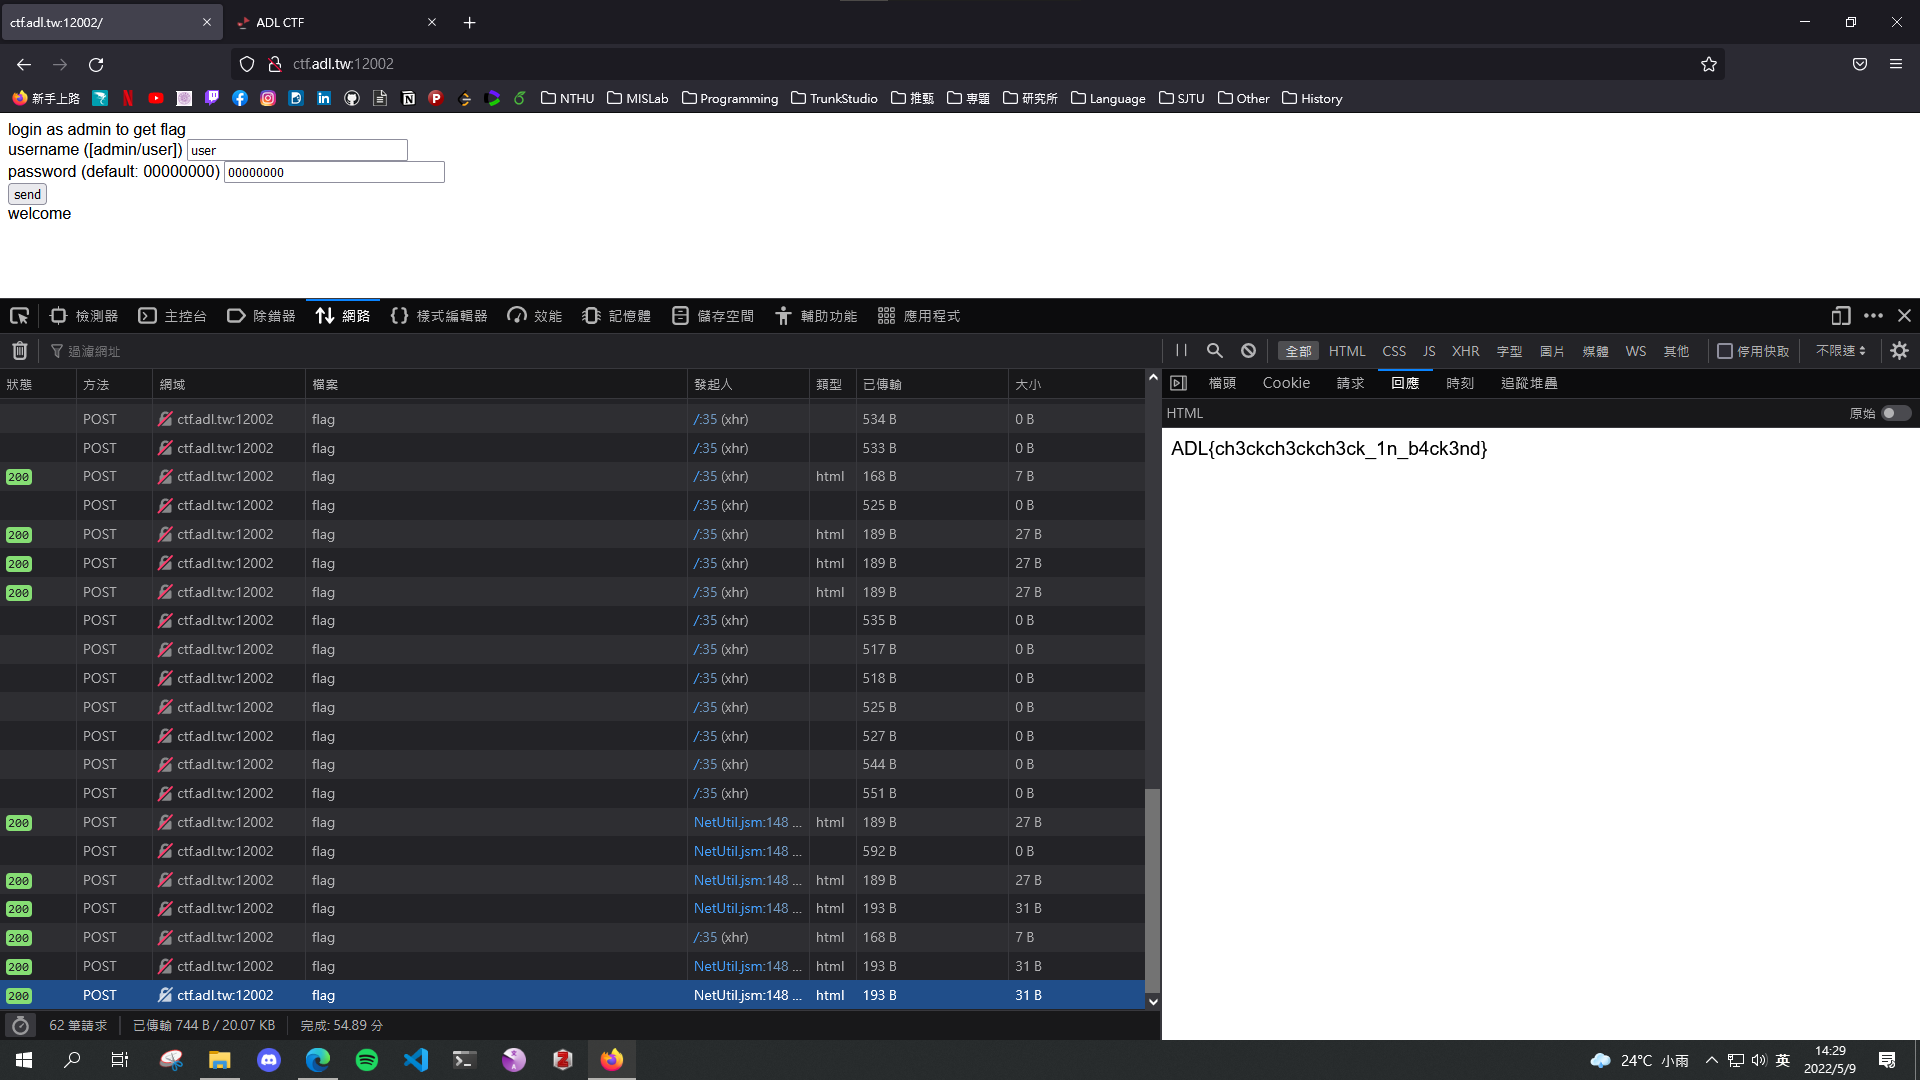 ctf.adl.tw:12002/
ADL CTF
ctf.adl.tw:12002
新手上路
NTHU
MISLab
Programming
TrunkStudio
推甄
專題
研究所
Language
SJTU
Other
History
login as admin to get flag
username ([admin/user]) user
password (default: 00000000) 00000000
send
welcome
檢測器 主控台 除錯器 網路 樣式編輯器 效能 記憶體 儲存空間 輔助功能 應用程式
過濾網址
全部 HTML CSS JS XHR 字型 圖片 媒體 WS 其他 停用快取 不限速
狀態 方法 網域 檔案 發起人 類型 已傳輸 大小
POST ctf.adl.tw:12002 flag /:35 (xhr) 534 B 0 B
POST ctf.adl.tw:12002 flag /:35 (xhr) 533 B 0 B
200 POST ctf.adl.tw:12002 flag /:35 (xhr) html 168 B 7 B
POST ctf.adl.tw:12002 flag /:35 (xhr) 525 B 0 B
200 POST ctf.adl.tw:12002 flag /:35 (xhr) html 189 B 27 B
200 POST ctf.adl.tw:12002 flag /:35 (xhr) html 189 B 27 B
200 POST ctf.adl.tw:12002 flag /:35 (xhr) html 189 B 27 B
POST ctf.adl.tw:12002 flag /:35 (xhr) 535 B 0 B
POST ctf.adl.tw:12002 flag /:35 (xhr) 517 B 0 B
POST ctf.adl.tw:12002 flag /:35 (xhr) 518 B 0 B
POST ctf.adl.tw:12002 flag /:35 (xhr) 525 B 0 B
POST ctf.adl.tw:12002 flag /:35 (xhr) 527 B 0 B
POST ctf.adl.tw:12002 flag /:35 (xhr) 544 B 0 B
POST ctf.adl.tw:12002 flag /:35 (xhr) 551 B 0 B
200 POST ctf.adl.tw:12002 flag NetUtil.jsm:148 ... html 189 B 27 B
POST ctf.adl.tw:12002 flag NetUtil.jsm:148 ... 592 B 0 B
200 POST ctf.adl.tw:12002 flag NetUtil.jsm:148 ... html 189 B 27 B
200 POST ctf.adl.tw:12002 flag NetUtil.jsm:148 ... html 193 B 31 B
200 POST ctf.adl.tw:12002 flag /:35 (xhr) html 168 B 7 B
200 POST ctf.adl.tw:12002 flag NetUtil.jsm:148 ... html 193 B 31 B
200 POST ctf.adl.tw:12002 flag NetUtil.jsm:148 ... html 193 B 31 B
62 筆請求 已傳輸 744 B / 20.07 KB 完成: 54.89 分
檔頭 Cookie 請求 回應 時刻 追蹤堆疊
HTML 原始
ADL{ch3ckch3ckch3ck_1n_b4ck3nd}
24°C 小雨 英
14:29
2022/5/9